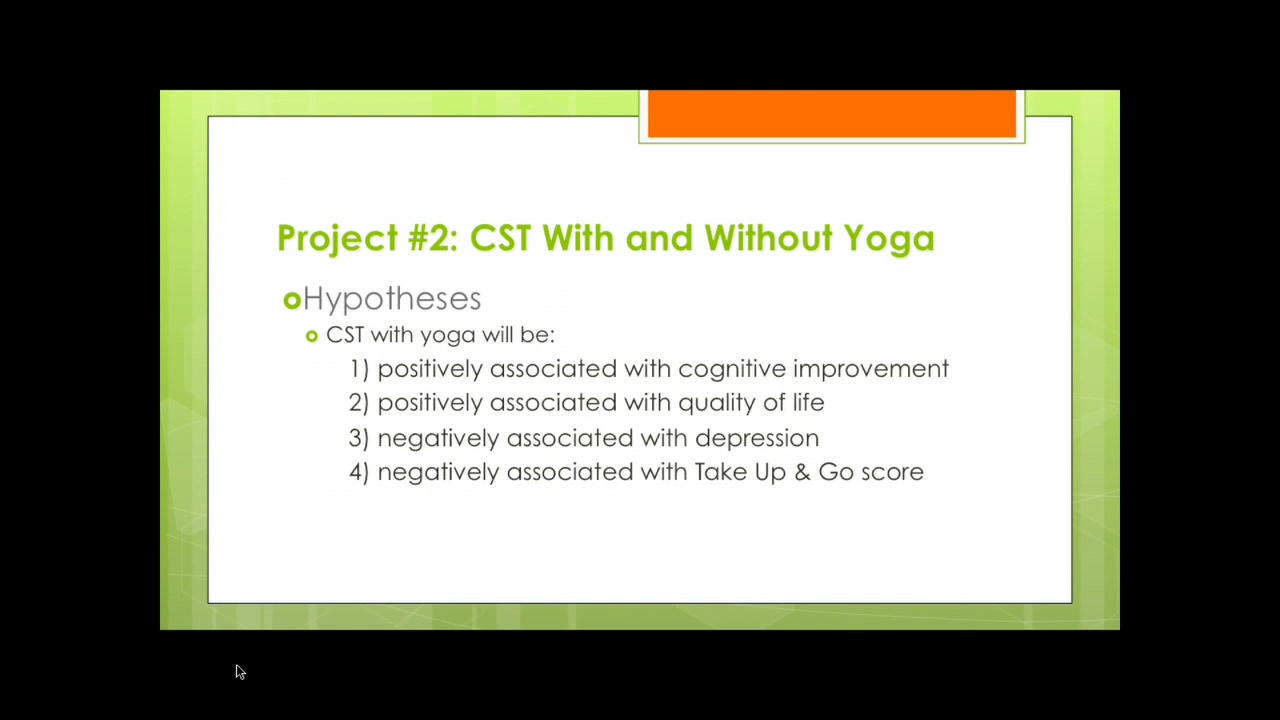 Project #2: CST With and Without Yoga
Hypotheses
CST with yoga will be:
1) positively associated with cognitive improvement
2) positively associated with quality of life
3) negatively associated with depression
4) negatively associated with Take Up & Go score